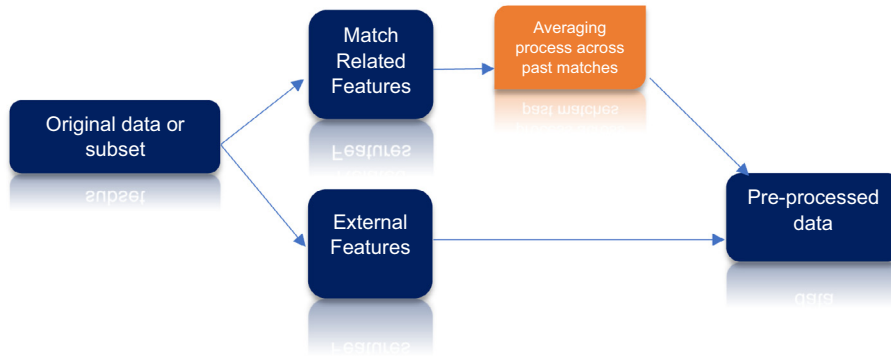 Original data or
subset
Match
Related
Features
Averaging
process across
past matches
External
Features
Pre-processed
data